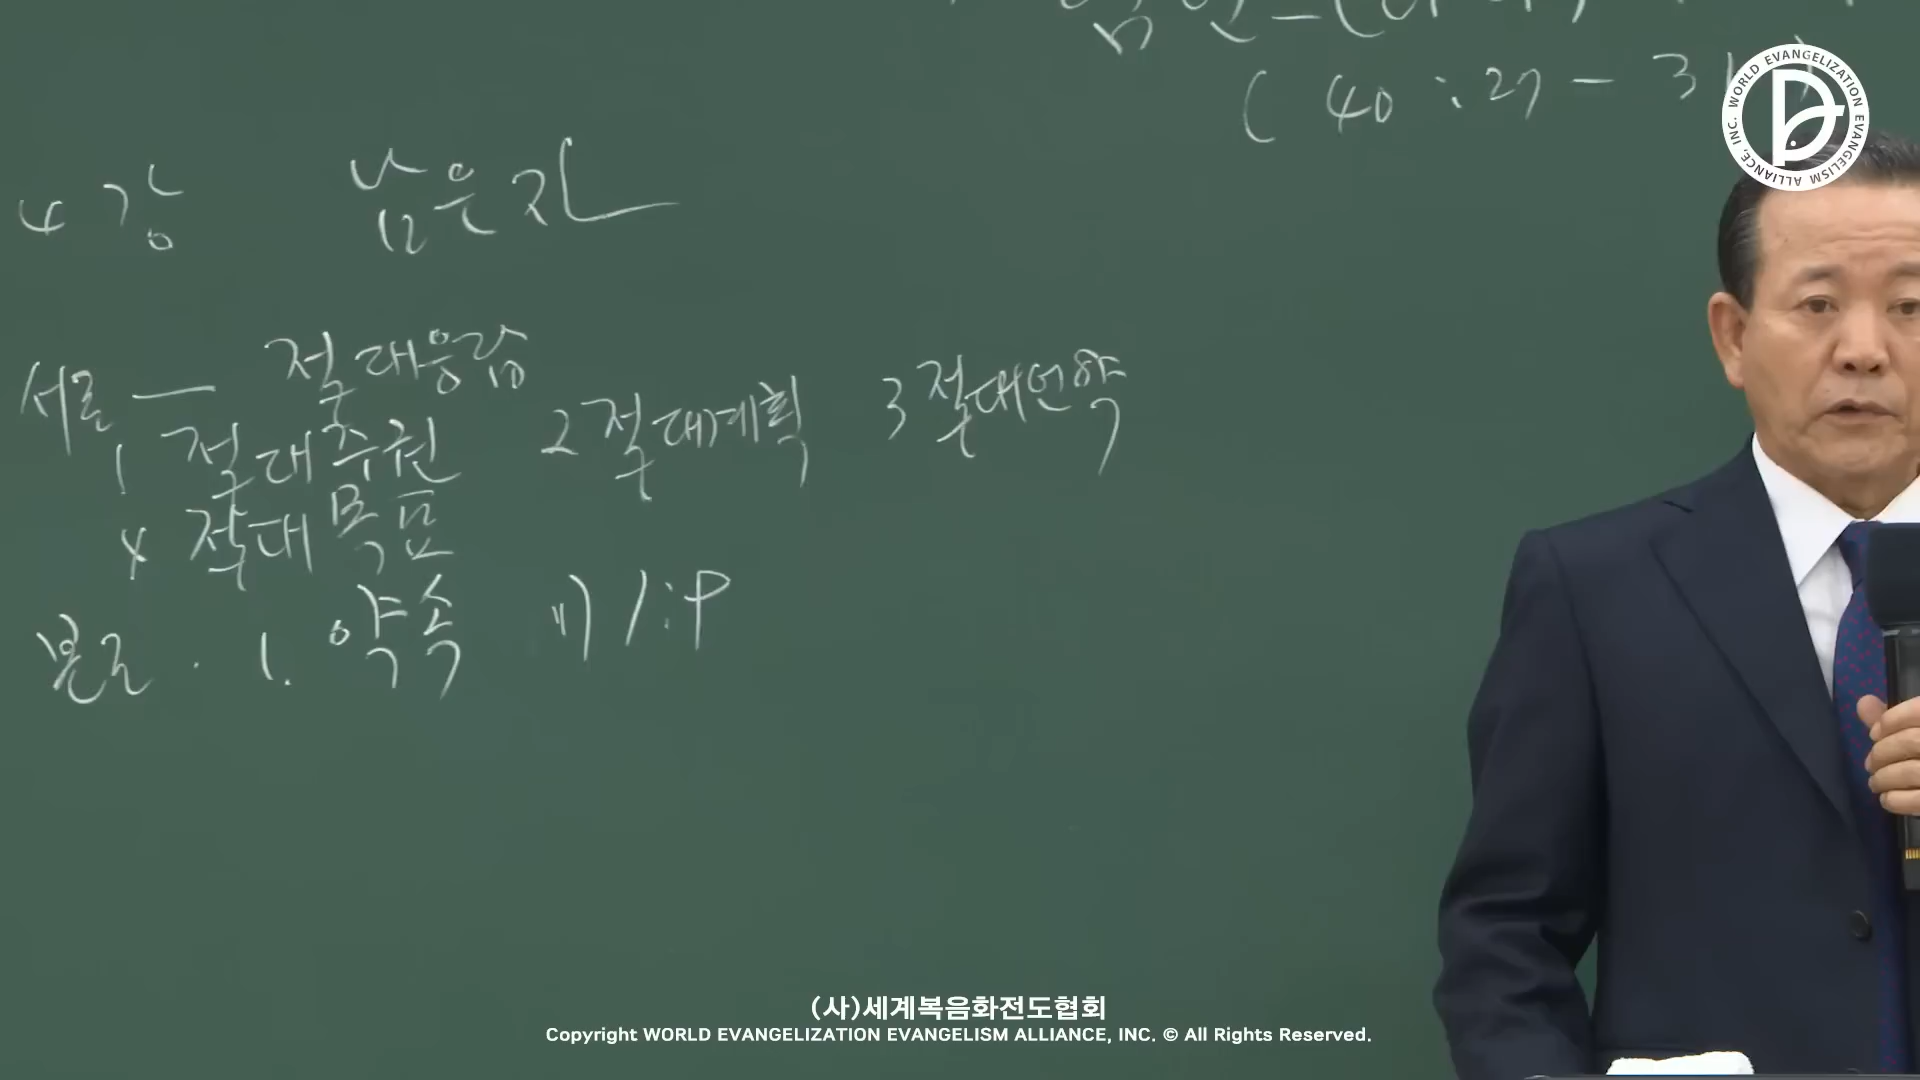 (40:27-31)
4강 남은자
서론 — 절대응답
1 절대주권 2 절대계획 3 절대언약
4 절대목표
본론. 1. 약속
WORLD EVANGELIZATION EVANGELISM ALLIANCE, INC.
(사)세계복음화전도협회
Copyright WORLD EVANGELIZATION EVANGELISM ALLIANCE, INC. © All Rights Reserved.